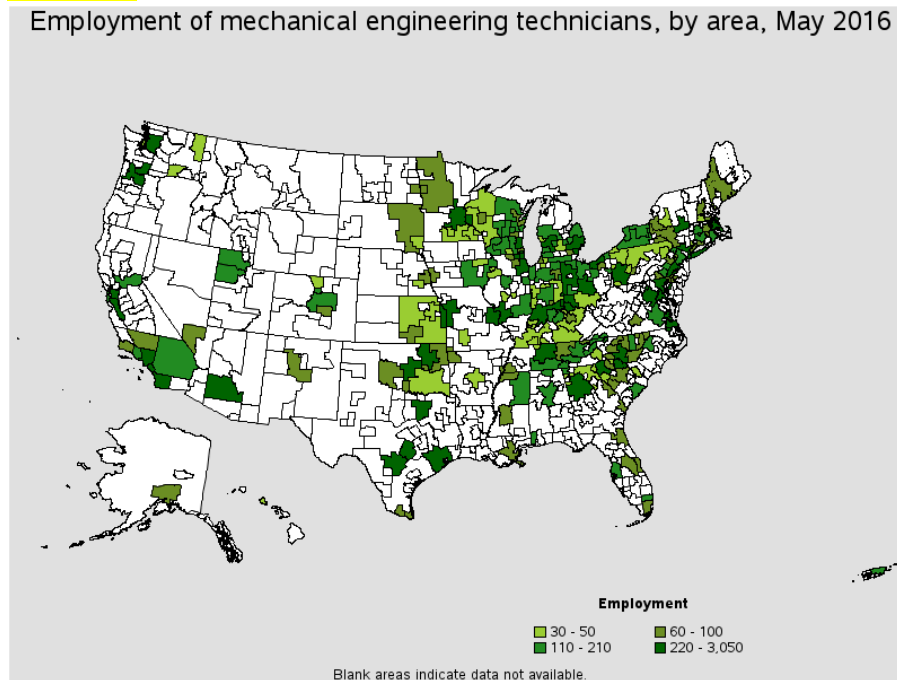 Employment of mechanical engineering technicians, by area, May 2016
Employment
30 - 50
60 - 100
110 - 210
220 - 3,050
Blank areas indicate data not available.